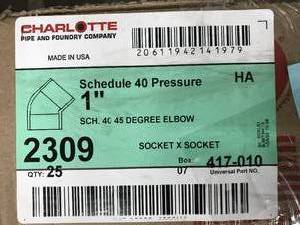 CHARLOTTE
PIPE AND FOUNDRY COMPANY
MADE IN USA
20611942141979
Schedule 40 Pressure
HA
1"
SCH. 40 45 DEGREE ELBOW
2309
SOCKET X SOCKET
QTY: 25
Box:
07
417-010
Universal Part NO.